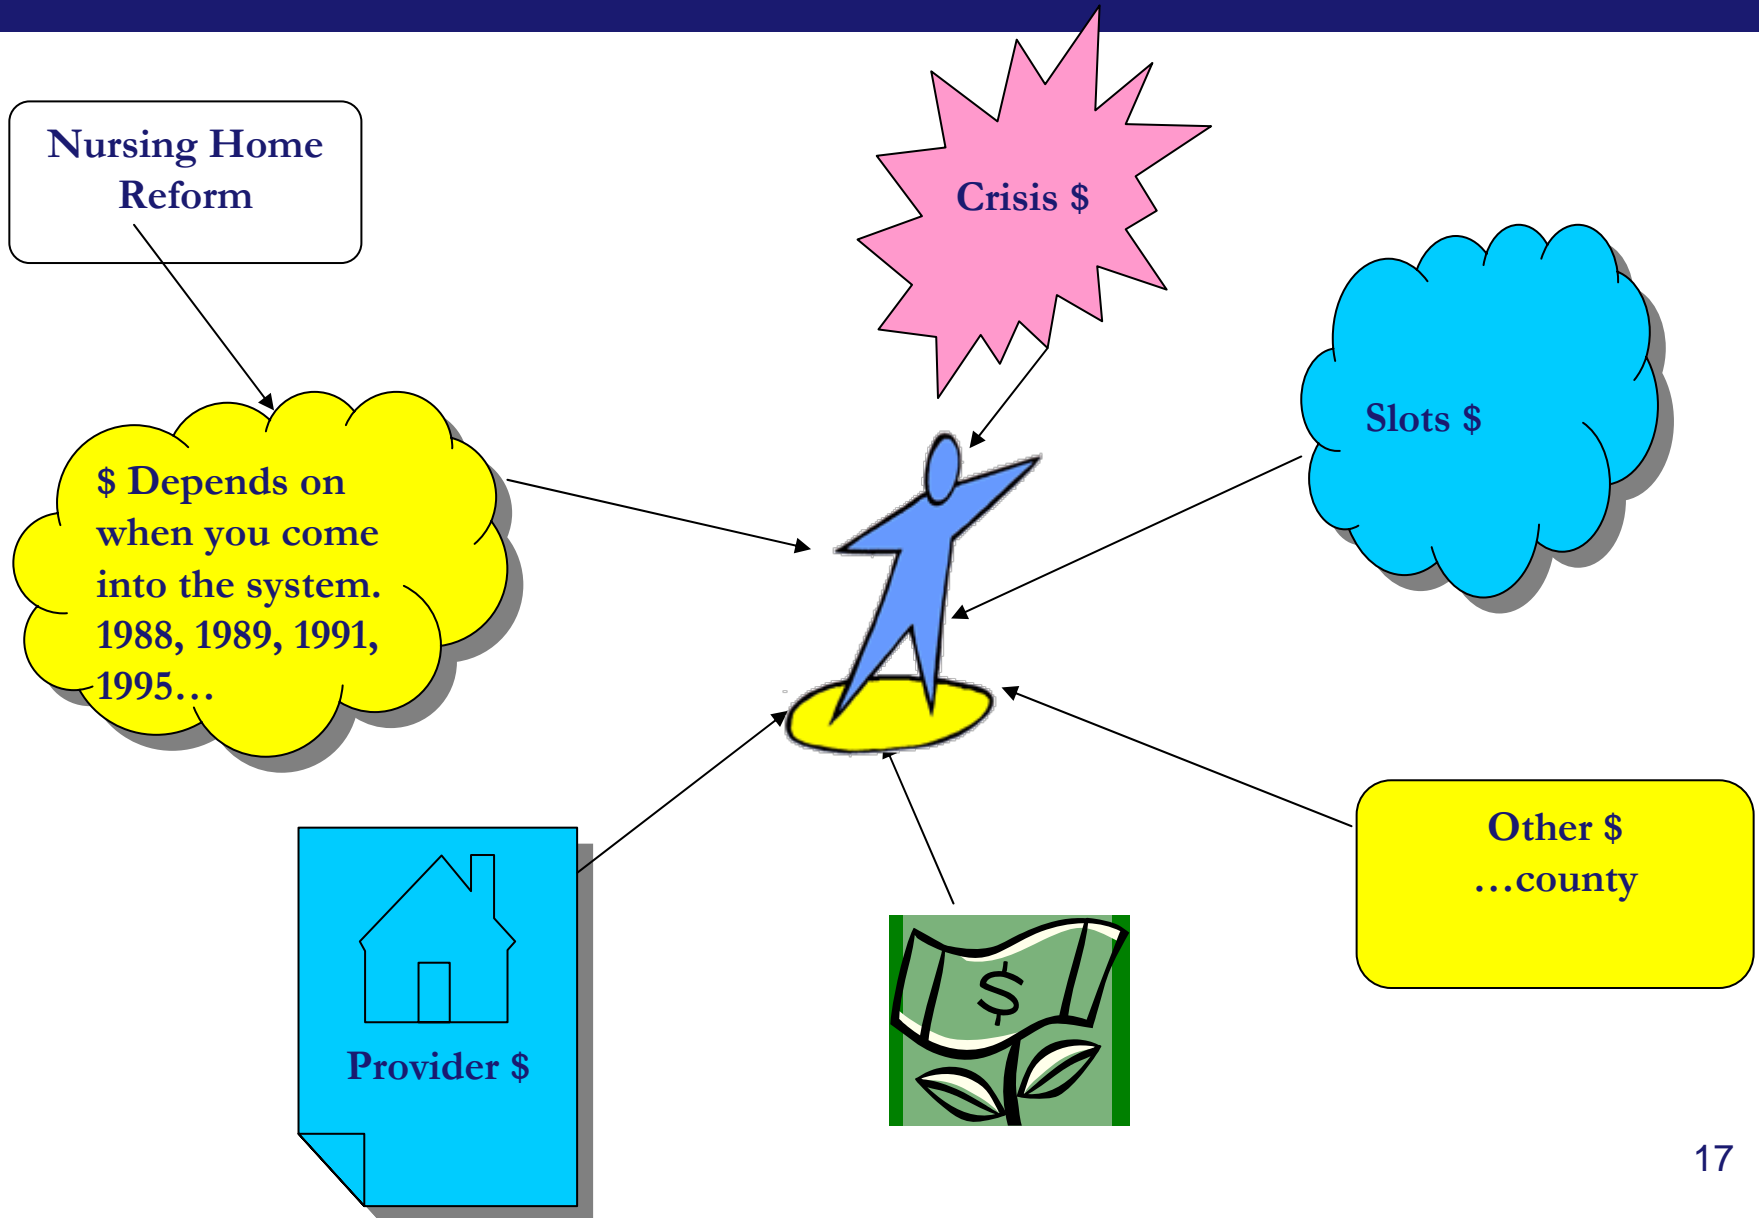 Nursing Home
Reform
Crisis $
Slots $
$ Depends on
when you come
into the system.
1988, 1989, 1991,
1995…
Other $
…county
Provider $
$
17